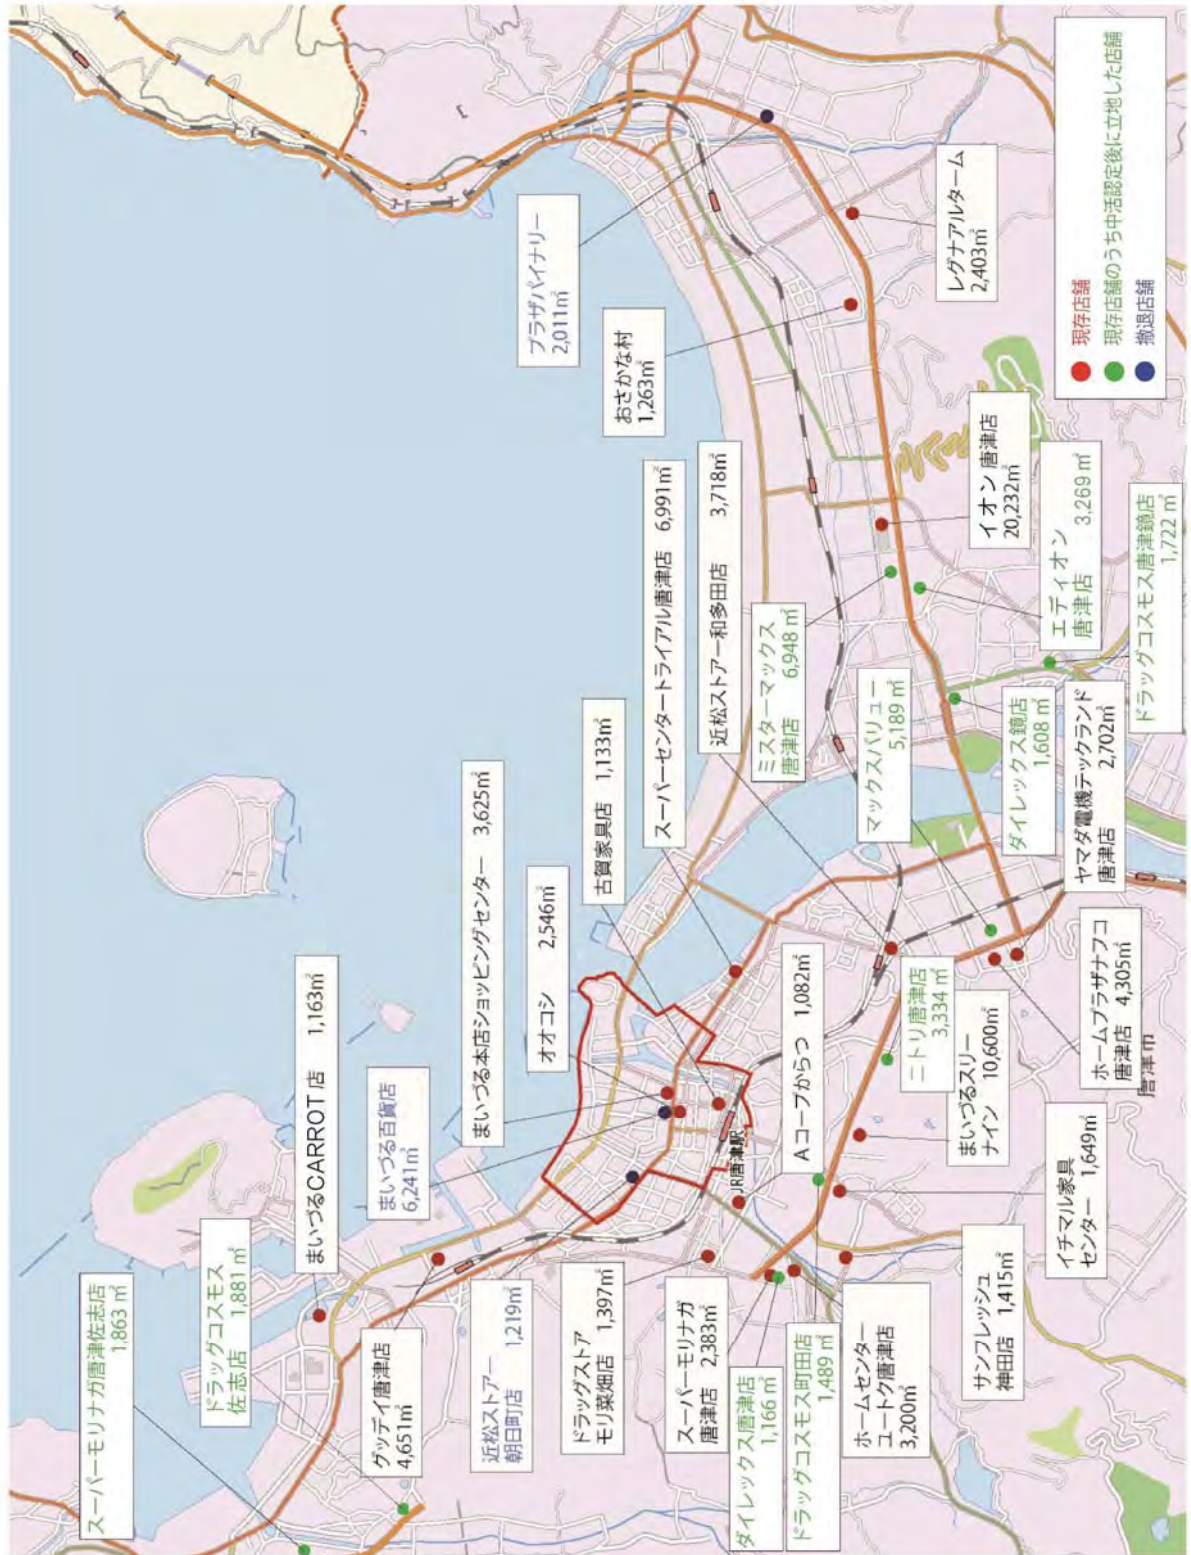 スーパーモリナガ唐津佐志店
1,863 ㎡
ドラッグコスモス
佐志店 1,881 ㎡
まいづるCARROT店 1,163㎡
グッデイ唐津店
4,651㎡
まいづる百貨店
6,241㎡
近松ストアー
朝日町店 1,219㎡
まいづる本店ショッピングセンター 3,625㎡
オオコシ 2,546㎡
古賀家具店 1,133㎡
スーパーセンタートライアル唐津店 6,991㎡
近松ストアー和多田店 3,718㎡
ドラッグストア
モリ菜畑店 1,397㎡
スーパーモリナガ
唐津店 2,383㎡
ダイレックス唐津店
1,166 ㎡
ドラッグコスモス町田店
1,489 ㎡
ホームセンター
ユートク唐津店
3,200㎡
JR唐津駅
Aコープからつ 1,082㎡
サンフレッシュ
神田店 1,415㎡
イチマル家具
センター 1,649㎡
まいづるスリー
ナイン 10,600㎡
ニトリ唐津店
3,334 ㎡
ホームプラザナフコ
唐津店 4,305㎡
唐津市
ヤマダ電機テックランド
唐津店 2,702㎡
マックスバリュー
5,189 ㎡
ミスターマックス
唐津店 6,948 ㎡
ダイレックス鏡店
1,608 ㎡
ドラッグコスモス唐津鏡店
1,722 ㎡
エディオン
唐津店 3,269 ㎡
イオン唐津店
20,232㎡
おさかな村
1,263㎡
プラザパイナリー
2,011㎡
レグナアルターム
2,403㎡
現存店舗
現存店舗のうち中活認定後に立地した店舗
撤退店舗